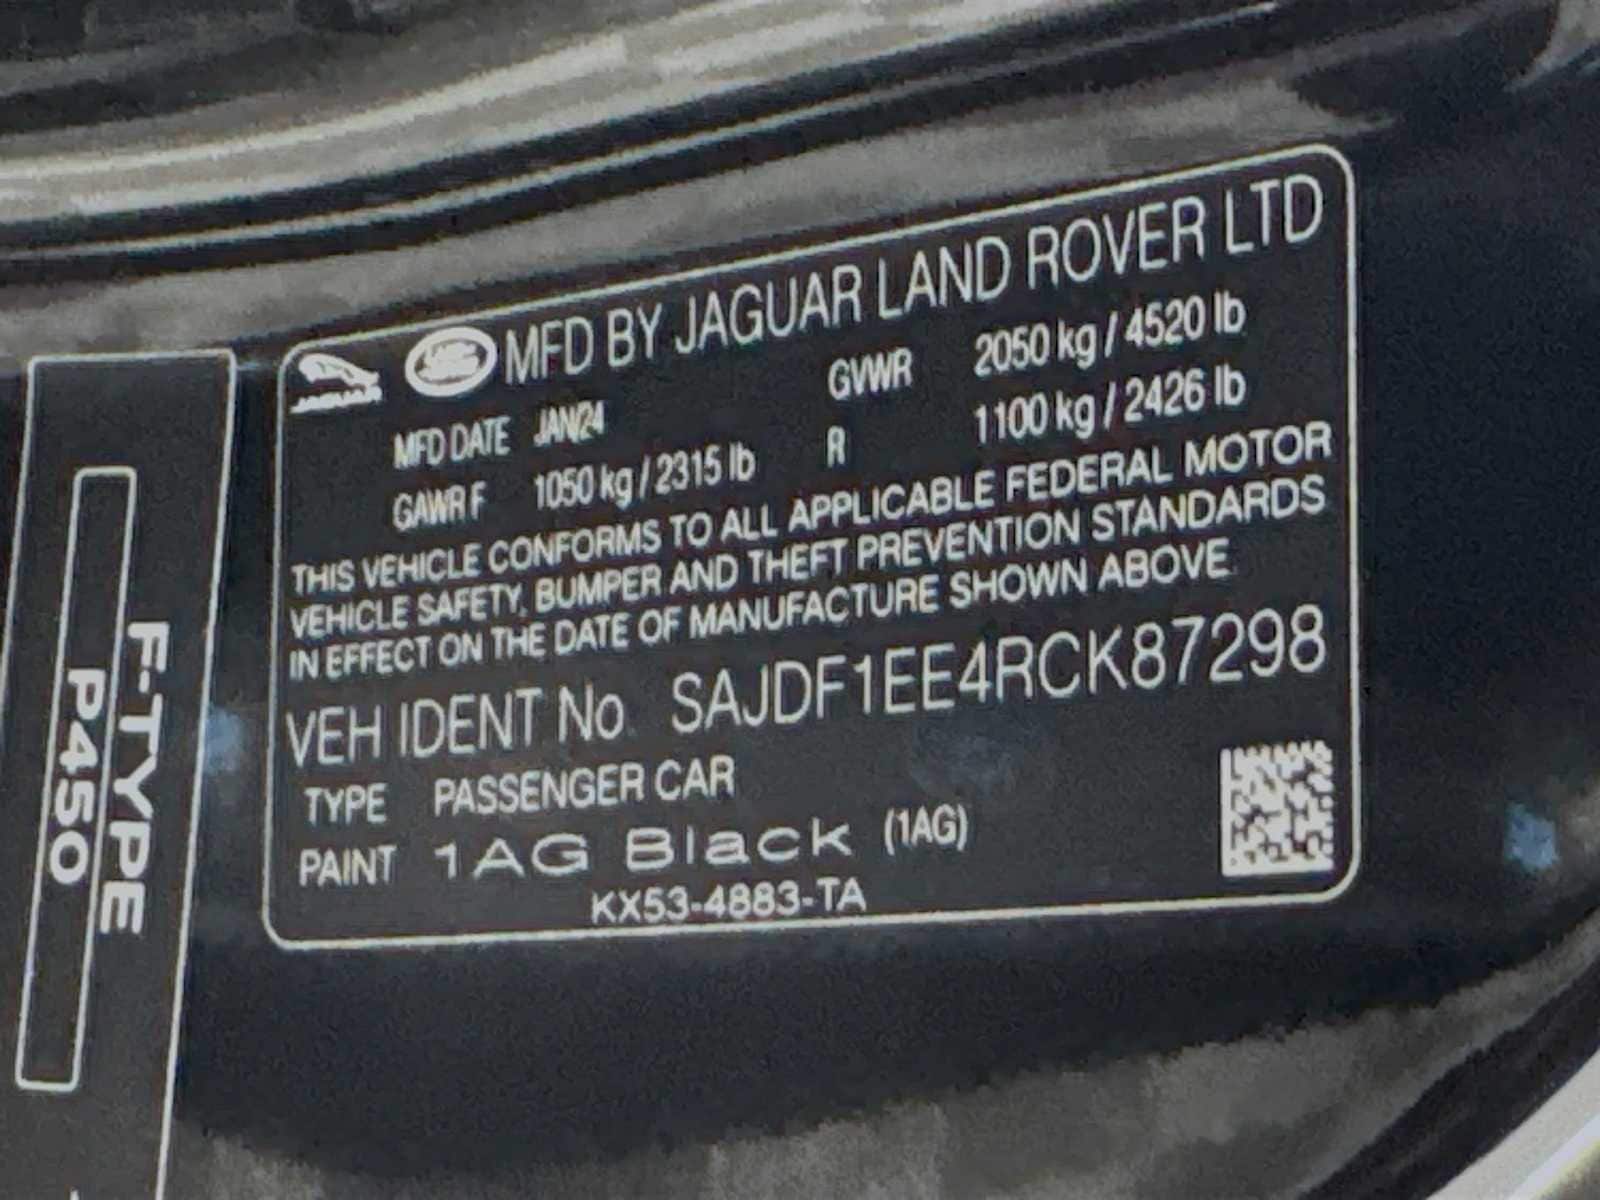 JAGUAR
MFD BY JAGUAR LAND ROVER LTD
MFD DATE JAN/24 GVWR 2050 kg / 4520 lb
GAWR F 1050 kg / 2315 lb R 1100 kg / 2426 lb
THIS VEHICLE CONFORMS TO ALL APPLICABLE FEDERAL MOTOR
VEHICLE SAFETY, BUMPER AND THEFT PREVENTION STANDARDS
IN EFFECT ON THE DATE OF MANUFACTURE SHOWN ABOVE.
VEH IDENT No. SAJDF1EE4RCK87298
TYPE PASSENGER CAR
PAINT 1AG Black (1AG)
KX53-4883-TA
F-TYPE
P450